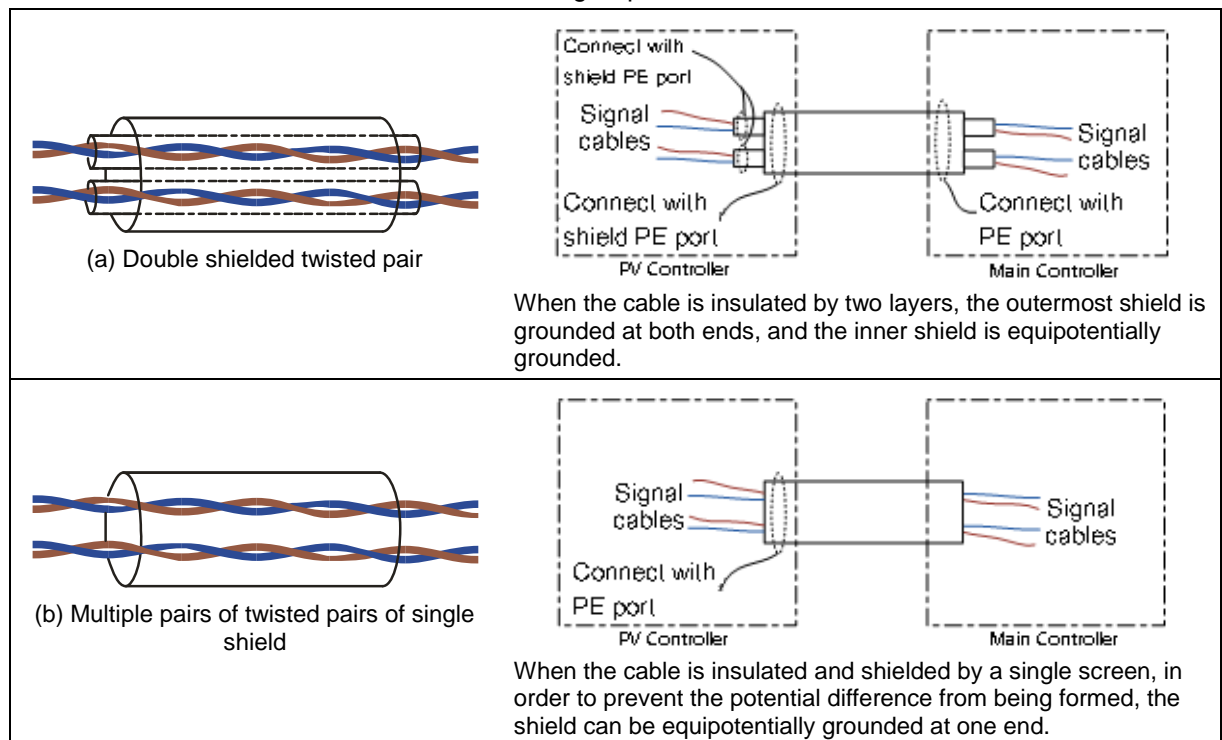 Connect with
shield PE port
Signal
cables
Signal
cables
Connect with
shield PE port
Connect with
PE port
PV Controller
Main Controller
(a) Double shielded twisted pair
When the cable is insulated by two layers, the outermost shield is
grounded at both ends, and the inner shield is equipotentially
grounded.
Signal
cables
Signal
cables
Connect with
PE port
PV Controller
Main Controller
(b) Multiple pairs of twisted pairs of single
shield
When the cable is insulated and shielded by a single screen, in
order to prevent the potential difference from being formed, the
shield can be equipotentially grounded at one end.